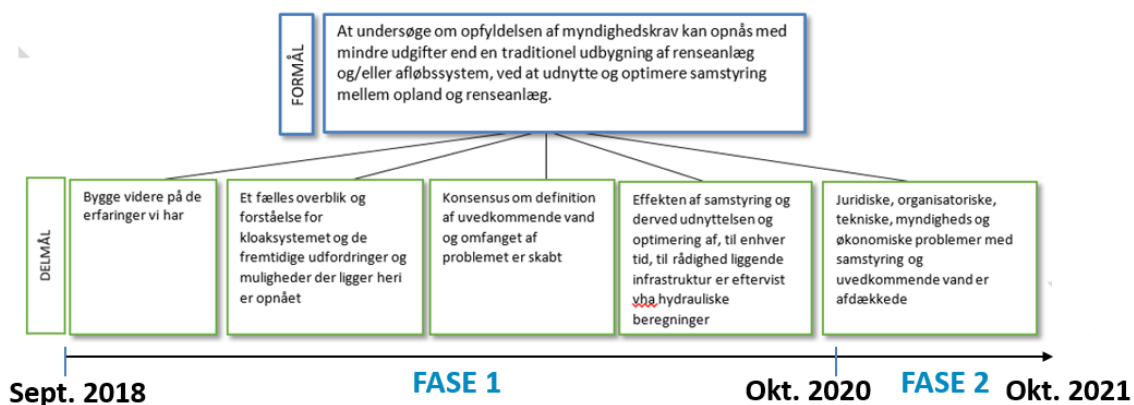 FORMÅL
At undersøge om opfyldelsen af myndighedskrav kan opnås med
mindre udgifter end en traditionel udbygning af renseanlæg
og/eller afløbssystem, ved at udnytte og optimere samstyring
mellem opland og renseanlæg.
DELMÅL
Bygge videre på de
erfaringer vi har
Et fælles overblik og
forståelse for
kloaksystemet og de
fremtidige udfordringer og
muligheder der ligger heri
er opnået
Konsensus om definition
af uvedkommende vand
og omfanget af
problemet er skabt
Effekten af samstyring og
derved udnyttelsen og
optimering af, til enhver
tid, til rådighed liggende
infrastruktur er eftervist
vha hydrauliske
beregninger
Juridiske, organisatoriske,
tekniske, myndigheds og
økonomiske problemer med
samstyring og
uvedkommende vand er
afdækkede
Sept. 2018
FASE 1
Okt. 2020
FASE 2
Okt. 2021